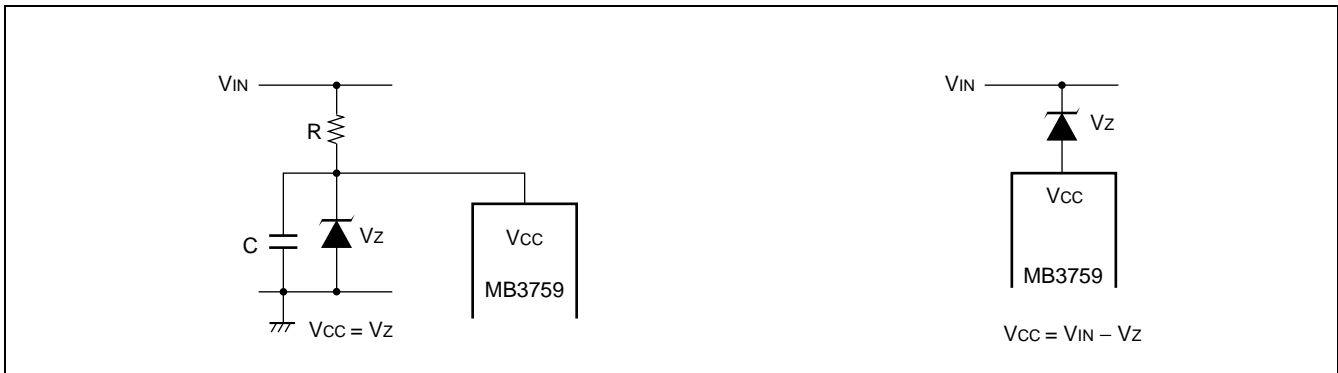 VIN
R
C
VZ
VCC
MB3759
VCC = VZ
VIN
VZ
VCC
MB3759
VCC = VIN − VZ